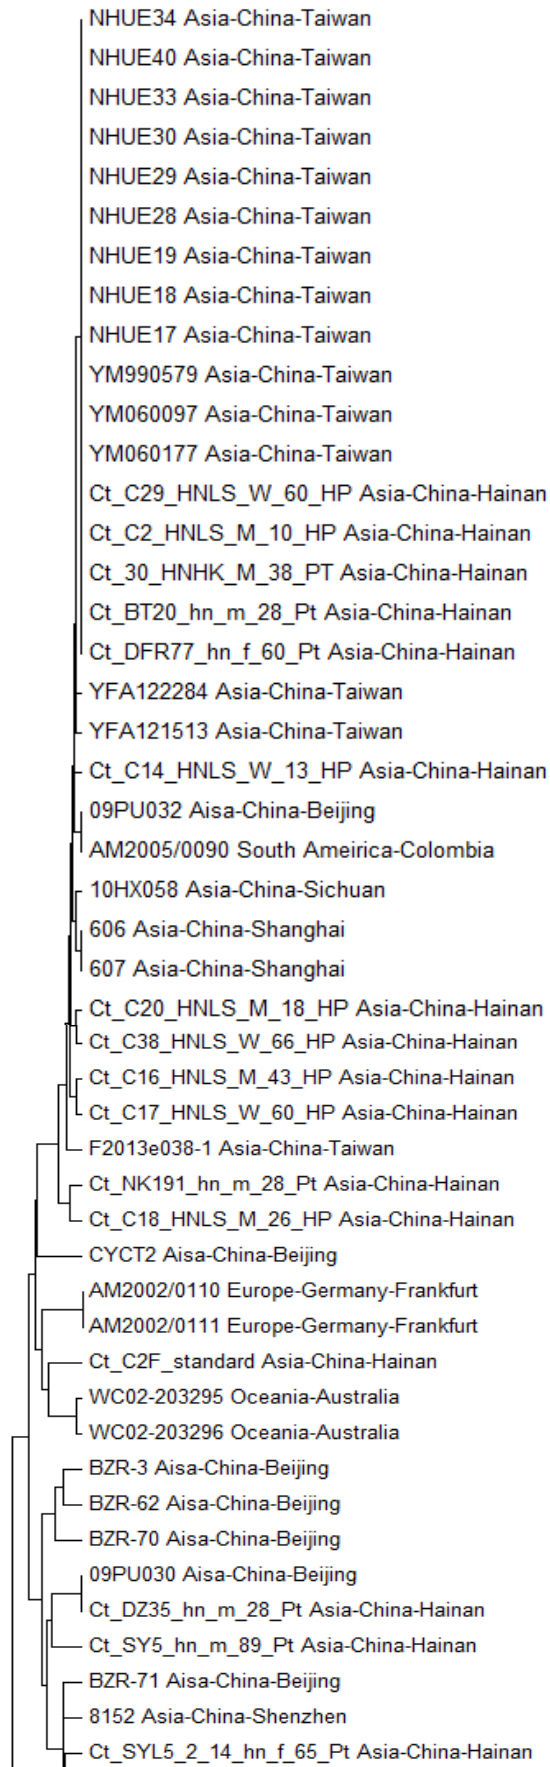 NHUE34 Asia-China-Taiwan
NHUE40 Asia-China-Taiwan
NHUE33 Asia-China-Taiwan
NHUE30 Asia-China-Taiwan
NHUE29 Asia-China-Taiwan
NHUE28 Asia-China-Taiwan
NHUE19 Asia-China-Taiwan
NHUE18 Asia-China-Taiwan
NHUE17 Asia-China-Taiwan
YM990579 Asia-China-Taiwan
YM060097 Asia-China-Taiwan
YM060177 Asia-China-Taiwan
Ct_C29_HNLS_W_60_HP Asia-China-Hainan
Ct_C2_HNLS_M_10_HP Asia-China-Hainan
Ct_30_HNHK_M_38_PT Asia-China-Hainan
Ct_BT20_hn_m_28_Pt Asia-China-Hainan
Ct_DFR77_hn_f_60_Pt Asia-China-Hainan
YFA122284 Asia-China-Taiwan
YFA121513 Asia-China-Taiwan
Ct_C14_HNLS_W_13_HP Asia-China-Hainan
09PU032 Aisa-China-Beijing
AM2005/0090 South Ameirica-Colombia
10HX058 Asia-China-Sichuan
606 Asia-China-Shanghai
607 Asia-China-Shanghai
Ct_C20_HNLS_M_18_HP Asia-China-Hainan
Ct_C38_HNLS_W_66_HP Asia-China-Hainan
Ct_C16_HNLS_M_43_HP Asia-China-Hainan
Ct_C17_HNLS_W_60_HP Asia-China-Hainan
F2013e038-1 Asia-China-Taiwan
Ct_NK191_hn_m_28_Pt Asia-China-Hainan
Ct_C18_HNLS_M_26_HP Asia-China-Hainan
CYCT2 Aisa-China-Beijing
AM2002/0110 Europe-Germany-Frankfurt
AM2002/0111 Europe-Germany-Frankfurt
Ct_C2F_standard Asia-China-Hainan
WC02-203295 Oceania-Australia
WC02-203296 Oceania-Australia
BZR-3 Aisa-China-Beijing
BZR-62 Aisa-China-Beijing
BZR-70 Aisa-China-Beijing
09PU030 Aisa-China-Beijing
Ct_DZ35_hn_m_28_Pt Asia-China-Hainan
Ct_SY5_hn_m_89_Pt Asia-China-Hainan
BZR-71 Aisa-China-Beijing
8152 Asia-China-Shenzhen
Ct_SYL5_2_14_hn_f_65_Pt Asia-China-Hainan